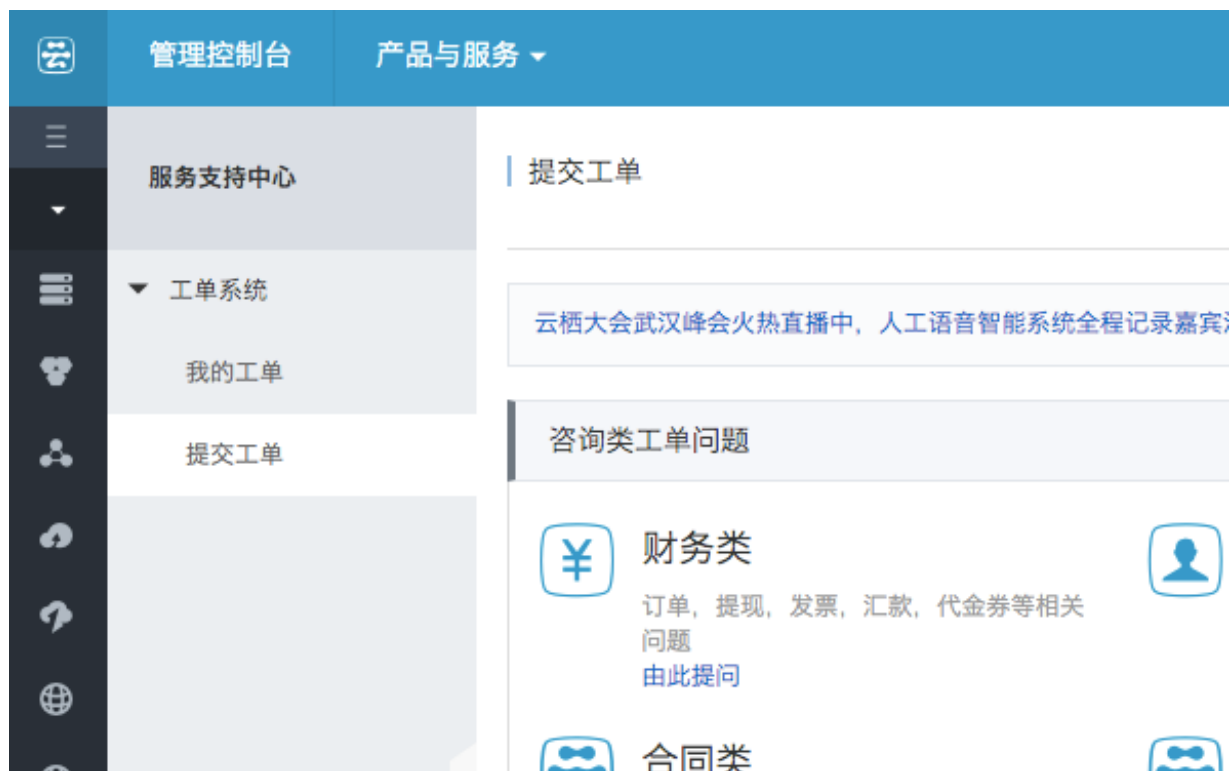 管理控制台
产品与服务
服务支持中心
提交工单
工单系统
我的工单
提交工单
云栖大会武汉峰会火热直播中，人工语音智能系统全程记录嘉宾
咨询类工单问题
财务类
订单，提现，发票，汇款，代金券等相关
问题
由此提问
合同类